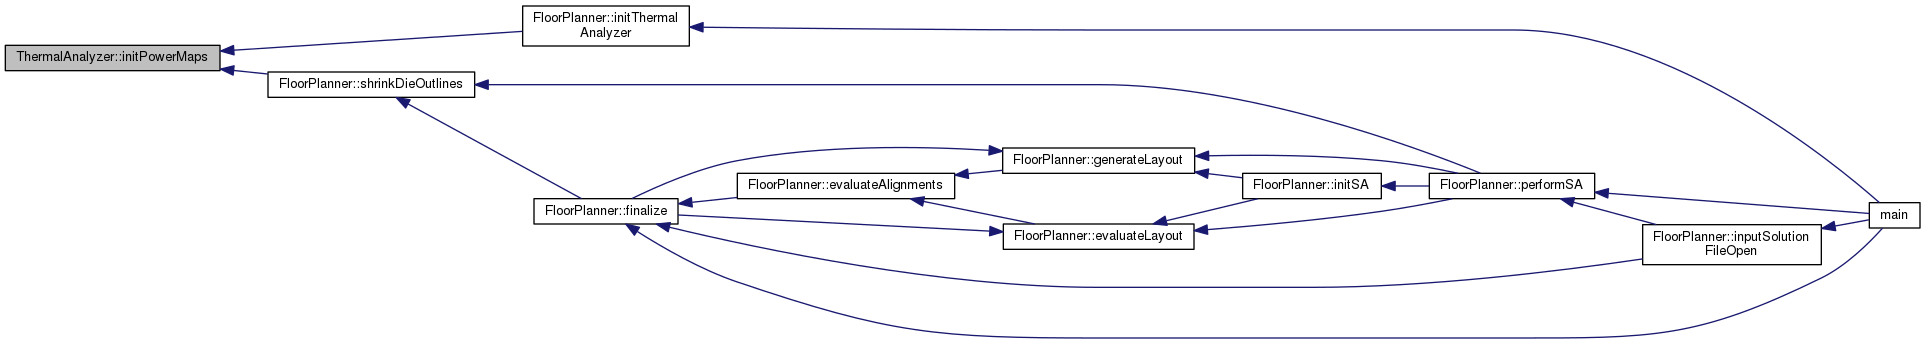 FloorPlanner::initThermal
Analyzer
ThermalAnalyzer::initPowerMaps
FloorPlanner::shrinkDieOutlines
FloorPlanner::generateLayout
FloorPlanner::evaluateAlignments
FloorPlanner::initSA
FloorPlanner::performSA
FloorPlanner::finalize
main
FloorPlanner::evaluateLayout
FloorPlanner::inputSolution
FileOpen